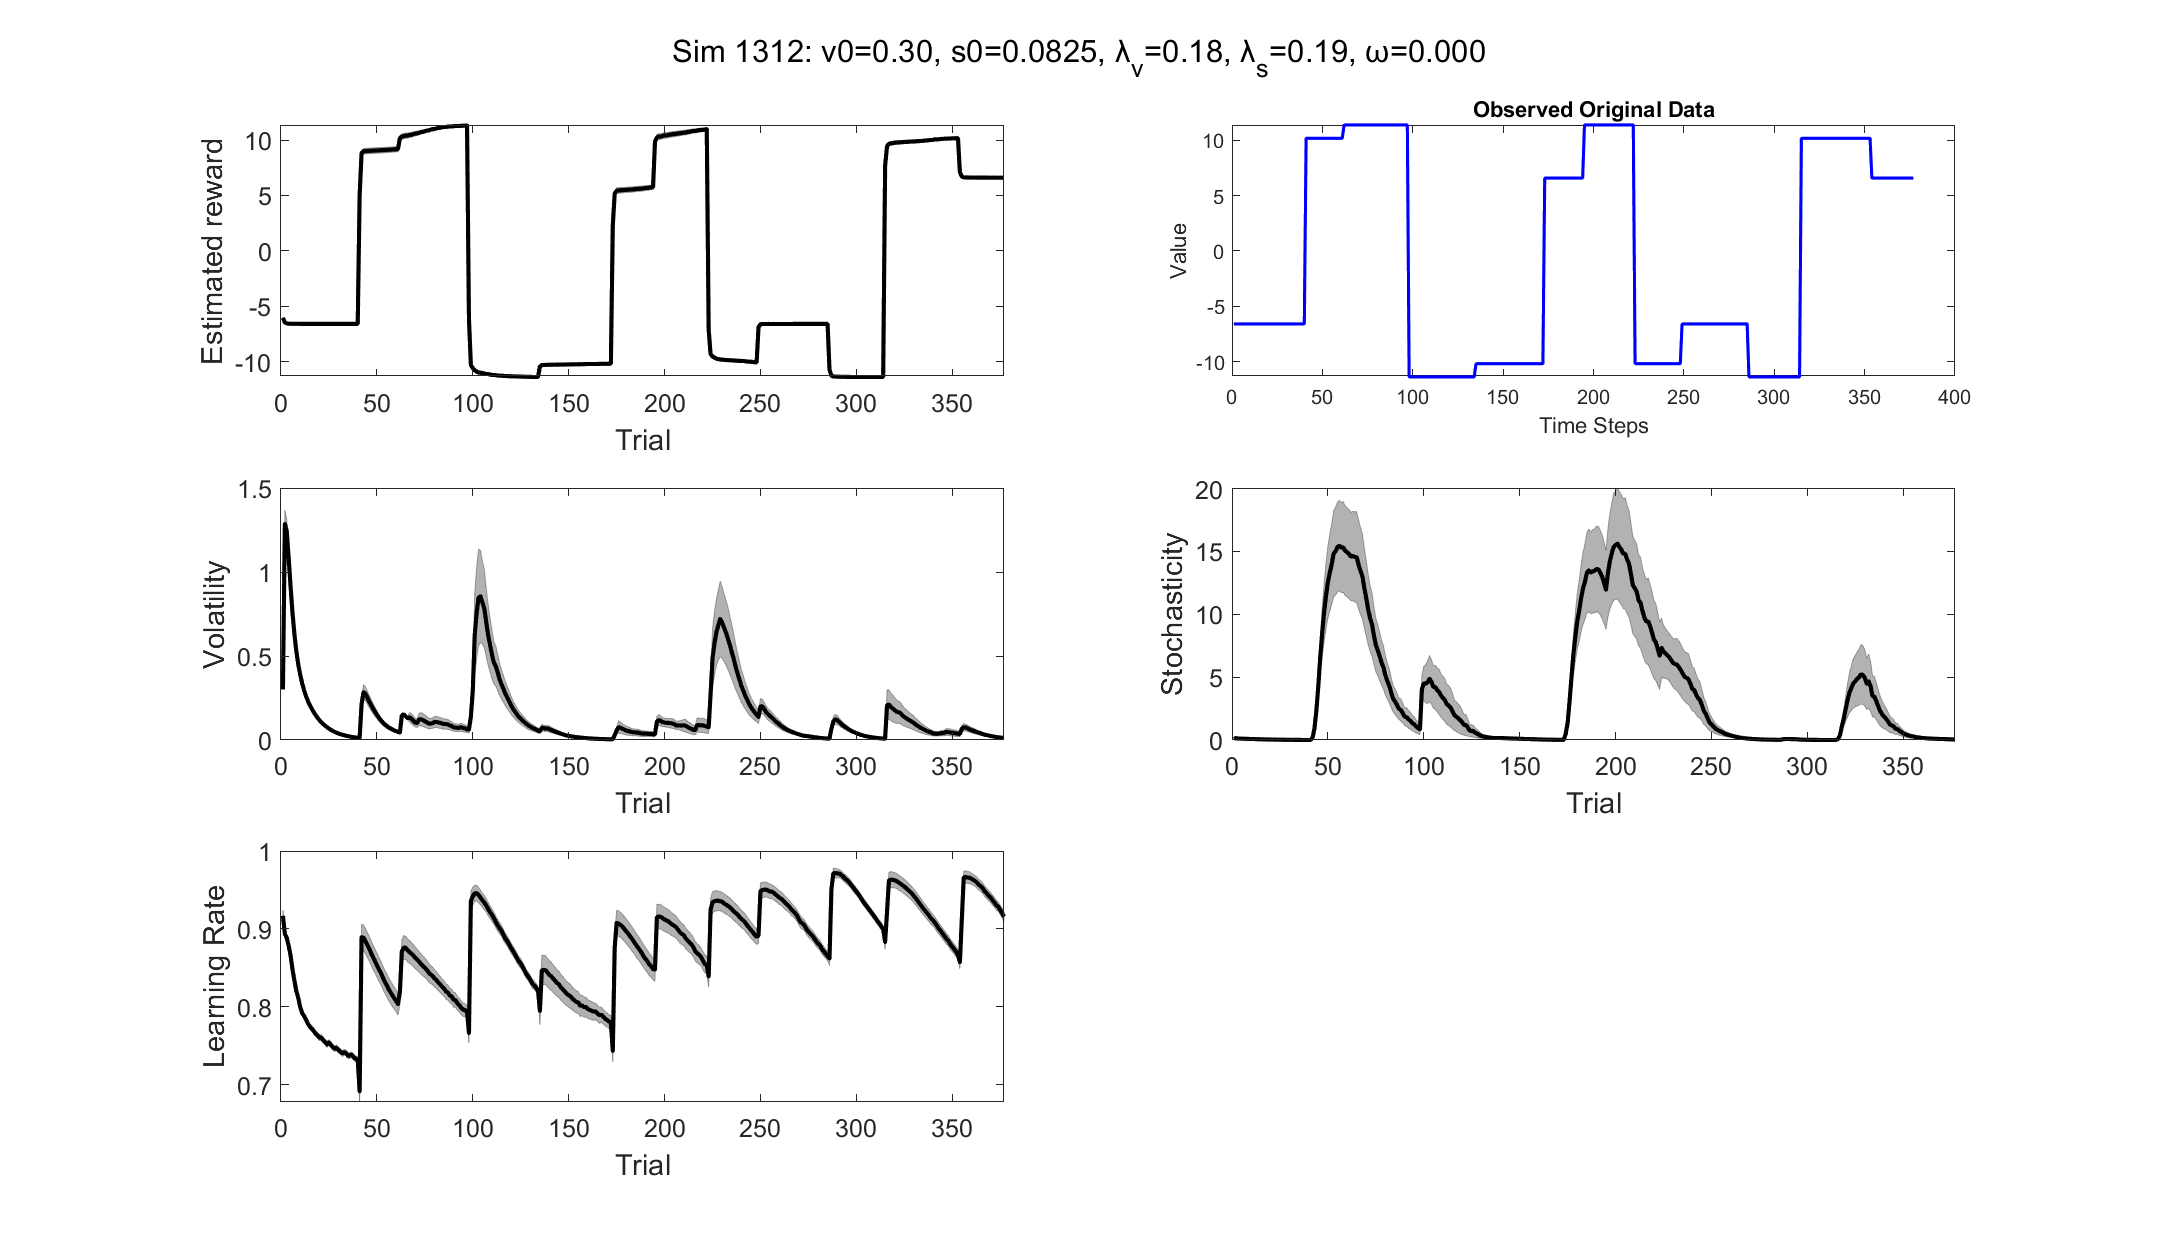 Sim 1312: v0=0.30, s0=0.0825, λ_v=0.18, λ_s=0.19, ω=0.000
Estimated reward
10
5
0
-5
-10
0 50 100 150 200 250 300 350
Trial
Observed Original Data
Value
10
5
0
-5
-10
0 50 100 150 200 250 300 350 400
Time Steps
Volatility
1.5
1
0.5
0
0 50 100 150 200 250 300 350
Trial
Stochasticity
20
15
10
5
0
0 50 100 150 200 250 300 350
Trial
Learning Rate
1
0.9
0.8
0.7
0 50 100 150 200 250 300 350
Trial